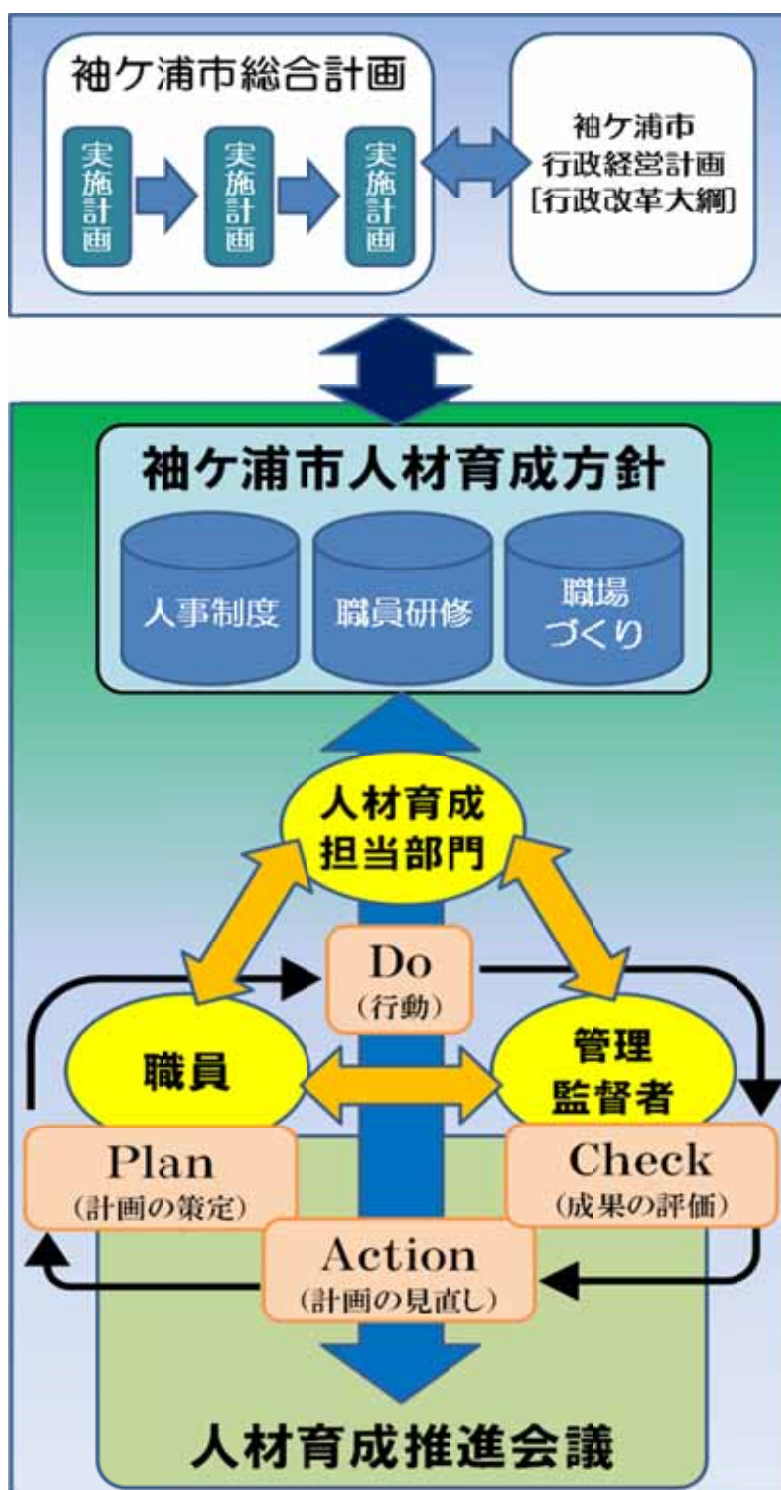 袖ケ浦市総合計画
実施計画
実施計画
実施計画
袖ケ浦市
行政経営計画
[行政改革大綱]
袖ケ浦市人材育成方針
人事制度
職員研修
職場
づくり
人材育成
担当部門
Do
(行動)
職員
管理
監督者
Plan
(計画の策定)
Check
(成果の評価)
Action
(計画の見直し)
人材育成推進会議